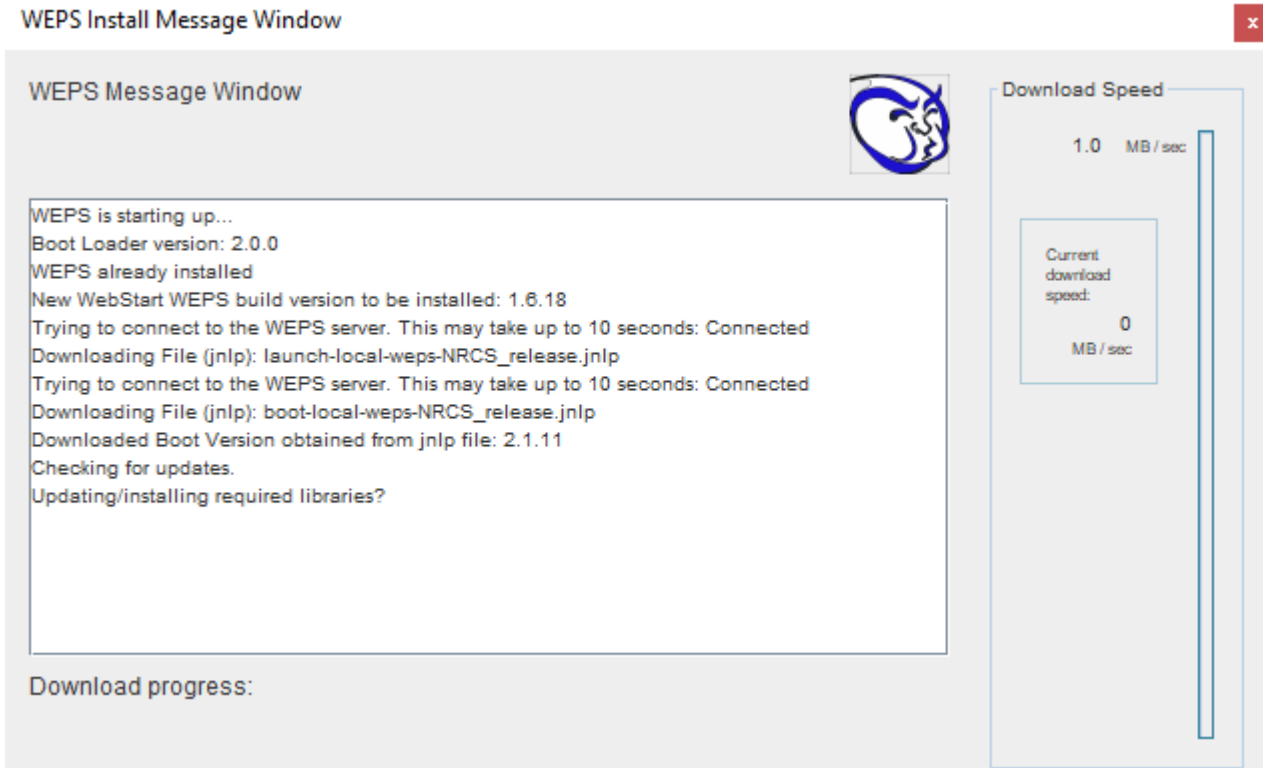 WEPS Install Message Window
x
WEPS Message Window
WEPS is starting up...
Boot Loader version: 2.0.0
WEPS already installed
New WebStart WEPS build version to be installed: 1.6.18
Trying to connect to the WEPS server. This may take up to 10 seconds: Connected
Downloading File (jnlp): launch-local-weps-NRCS_release.jnlp
Trying to connect to the WEPS server. This may take up to 10 seconds: Connected
Downloading File (jnlp): boot-local-weps-NRCS_release.jnlp
Downloaded Boot Version obtained from jnlp file: 2.1.11
Checking for updates.
Updating/installing required libraries?
Download progress:
Download Speed
1.0 MB / sec
Current
download
speed:
0
MB / sec